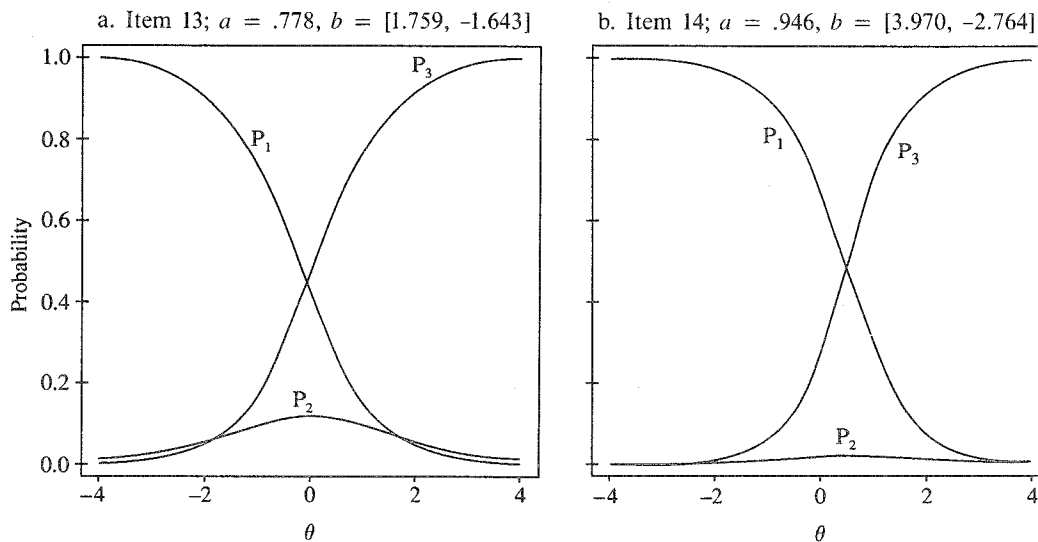 a. Item 13; a = .778, b = [1.759, −1.643]
b. Item 14; a = .946, b = [3.970, −2.764]
Probability
1.0
0.8
0.6
0.4
0.2
0.0
P₁
P₃
P₂
−4
−2
0
2
4
θ
P₁
P₃
P₂
−4
−2
0
2
4
θ